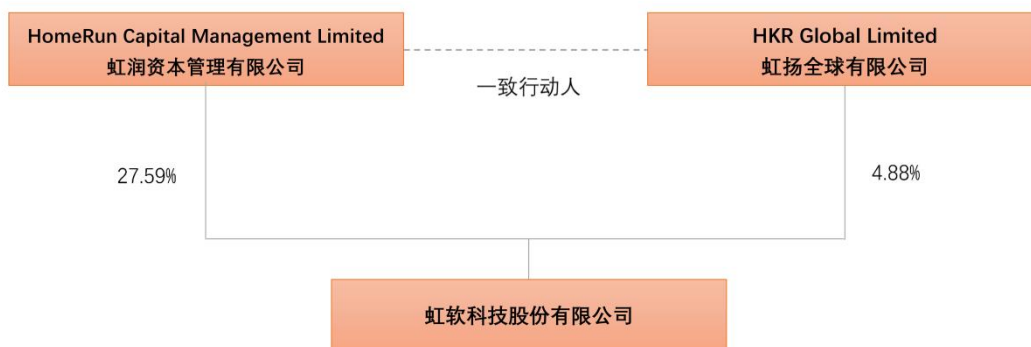 HomeRun Capital Management Limited
虹润资本管理有限公司
HKR Global Limited
虹扬全球有限公司
一致行动人
27.59%
4.88%
虹软科技股份有限公司